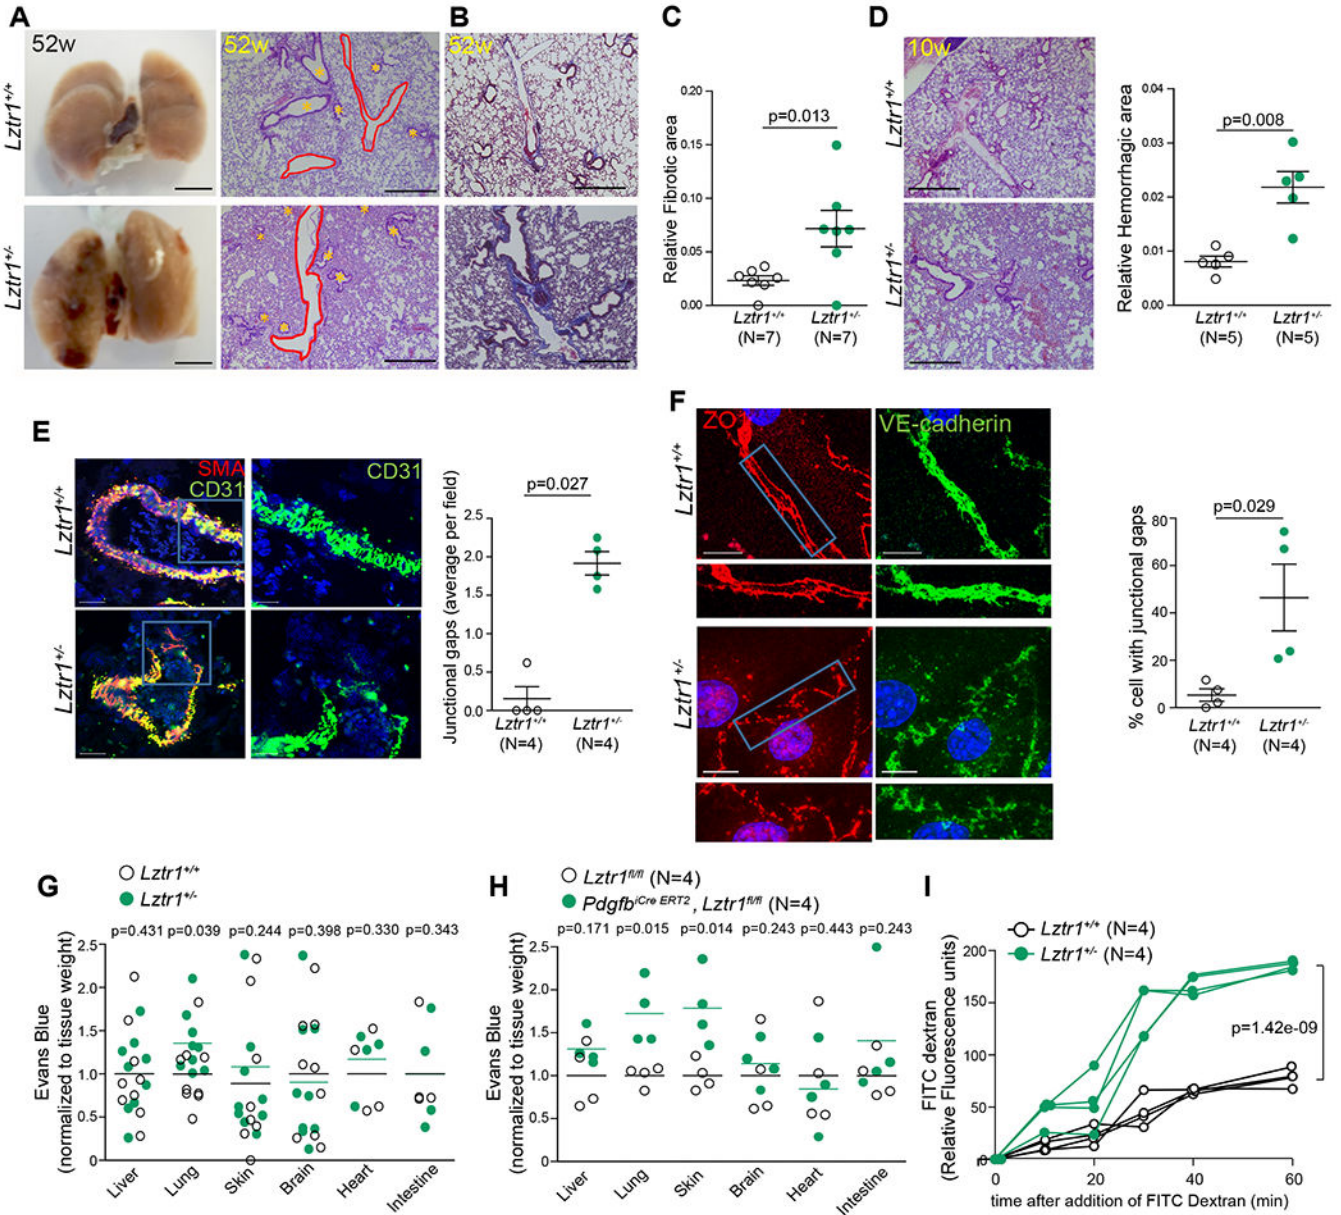 A
52w
52w
Lztr1+/+
Lztr1+/-
B
52w
C
Relative Fibrotic area
0.20
0.15
0.10
0.05
0.00
p=0.013
Lztr1+/+
(N=7)
Lztr1+/-
(N=7)
D
10w
Lztr1+/+
Lztr1+/-
Relative Hemorrhagic area
0.04
0.03
0.02
0.01
0.00
p=0.008
Lztr1+/+
(N=5)
Lztr1+/-
(N=5)
E
SMA
CD31
CD31
Lztr1+/+
Lztr1+/-
Junctional gaps (average per field)
2.5
2.0
1.5
1.0
0.5
0.0
p=0.027
Lztr1+/+
(N=4)
Lztr1+/-
(N=4)
F
ZO1
VE-cadherin
Lztr1+/+
Lztr1+/-
% cell with junctional gaps
80
60
40
20
0
p=0.029
Lztr1+/+
(N=4)
Lztr1+/-
(N=4)
G
Lztr1+/+
Lztr1+/-
p=0.431 p=0.039 p=0.244 p=0.398 p=0.330 p=0.343
Evans Blue
(normalized to tissue weight)
2.5
2.0
1.5
1.0
0.5
0
Liver
Lung
Skin
Brain
Heart
Intestine
H
Lztr1fl/fl (N=4)
PdgfbiCre ERT2, Lztr1fl/fl (N=4)
p=0.171 p=0.015 p=0.014 p=0.243 p=0.443 p=0.243
Evans Blue
(normalized to tissue weight)
2.5
2.0
1.5
1.0
0.5
0
Liver
Lung
Skin
Brain
Heart
Intestine
I
Lztr1+/+ (N=4)
Lztr1+/- (N=4)
FITC dextran
(Relative Fluorescence units)
200
150
100
50
0
p=1.42e-09
0
20
40
60
time after addition of FITC Dextran (min)